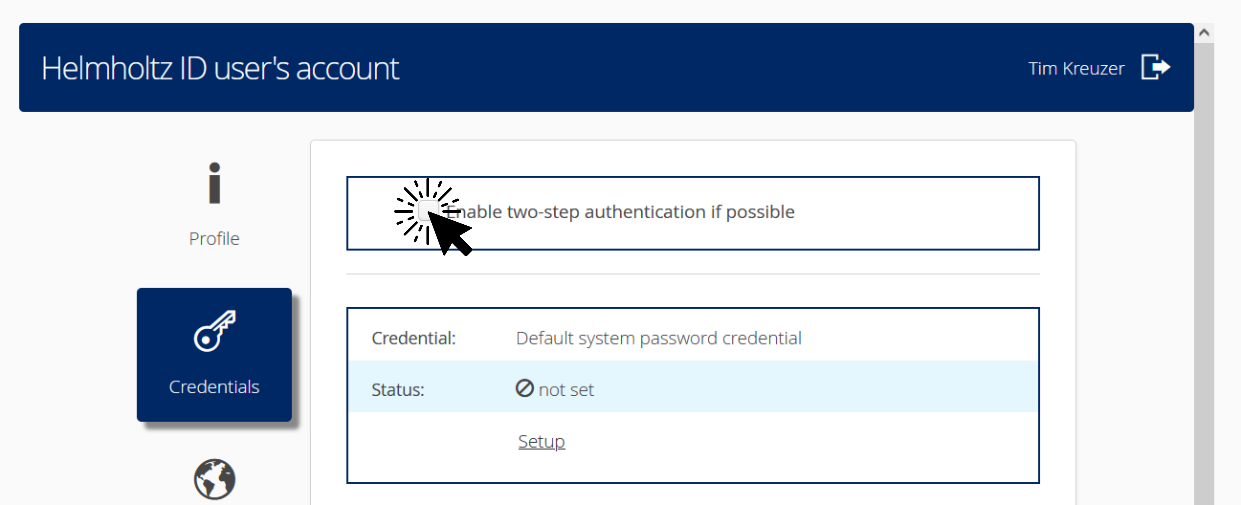 Helmholtz ID user's account
Tim Kreuzer
Profile
Enable two-step authentication if possible
Credentials
Credential: Default system password credential
Status: not set
Setup